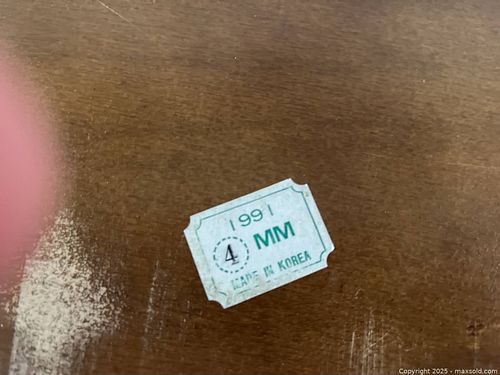 1991
4 MM
MADE IN KOREA
Copyright © 2025 - maxsold.com